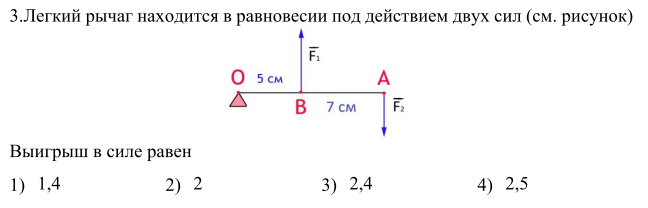 3.Легкий рычаг находится в равновесии под действием двух сил (см. рисунок)
F₁
O 5 см A
B 7 см F₂
Выигрыш в силе равен
1) 1,4 2) 2 3) 2,4 4) 2,5